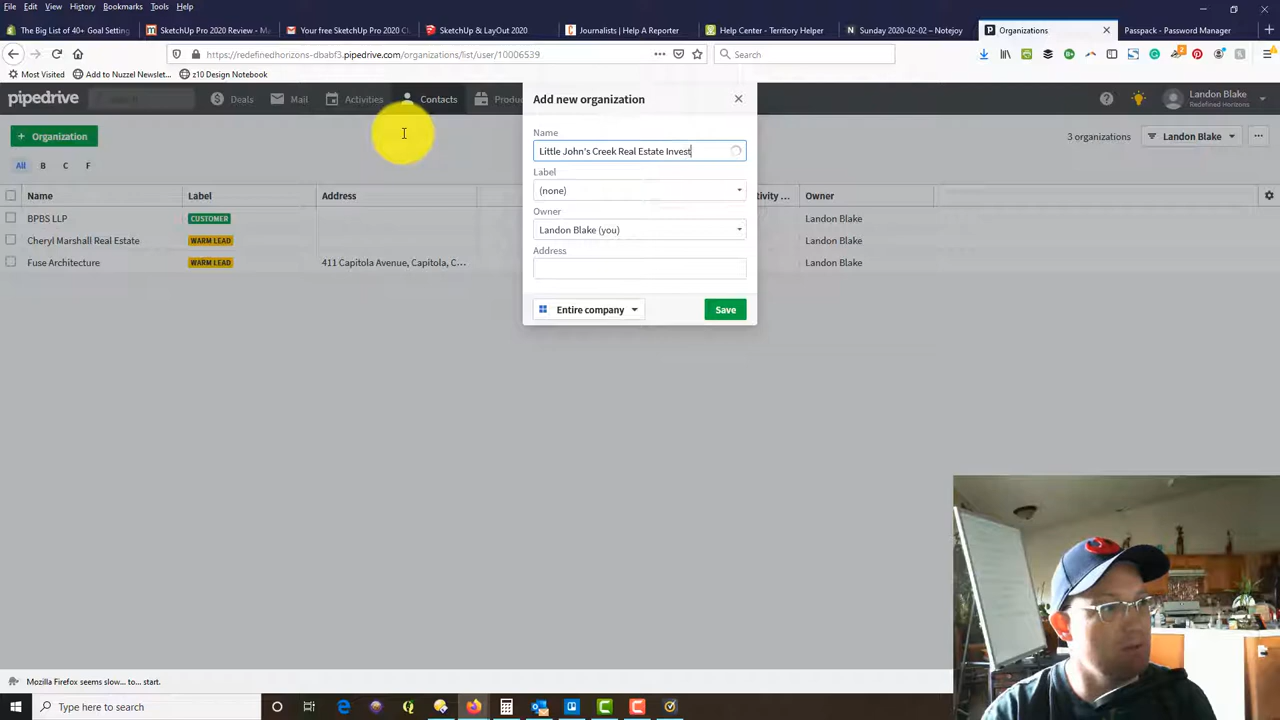 File Edit View History Bookmarks Tools Help
The Big List of 40+ Goal Setting
SketchUp Pro 2020 Review - M
Your free SketchUp Pro 2020 C
SketchUp & LayOut 2020
Journalists | Help A Reporter
Help Center - Territory Helper
Sunday 2020-02-02 – Notejoy
Organizations
Passpack - Password Manager
https://redefinedhorizons-dbabf3.pipedrive.com/organizations/list/user/10006539
Search
Most Visited
Add to Nuzzel Newslet...
z10 Design Notebook
pipedrive
Deals
Mail
Activities
Contacts
Produ
Landon Blake
Redefined Horizons
Add new organization
+ Organization
3 organizations
Landon Blake
All B C F
Name
Little John's Creek Real Estate Invest
Label
(none)
Owner
Landon Blake (you)
Address
Entire company
Save
Name Label Address
tivity ... Owner
BPBS LLP CUSTOMER Landon Blake
Cheryl Marshall Real Estate WARM LEAD Landon Blake
Fuse Architecture WARM LEAD 411 Capitola Avenue, Capitola, C... Landon Blake
Mozilla Firefox seems slow... to... start.
Type here to search